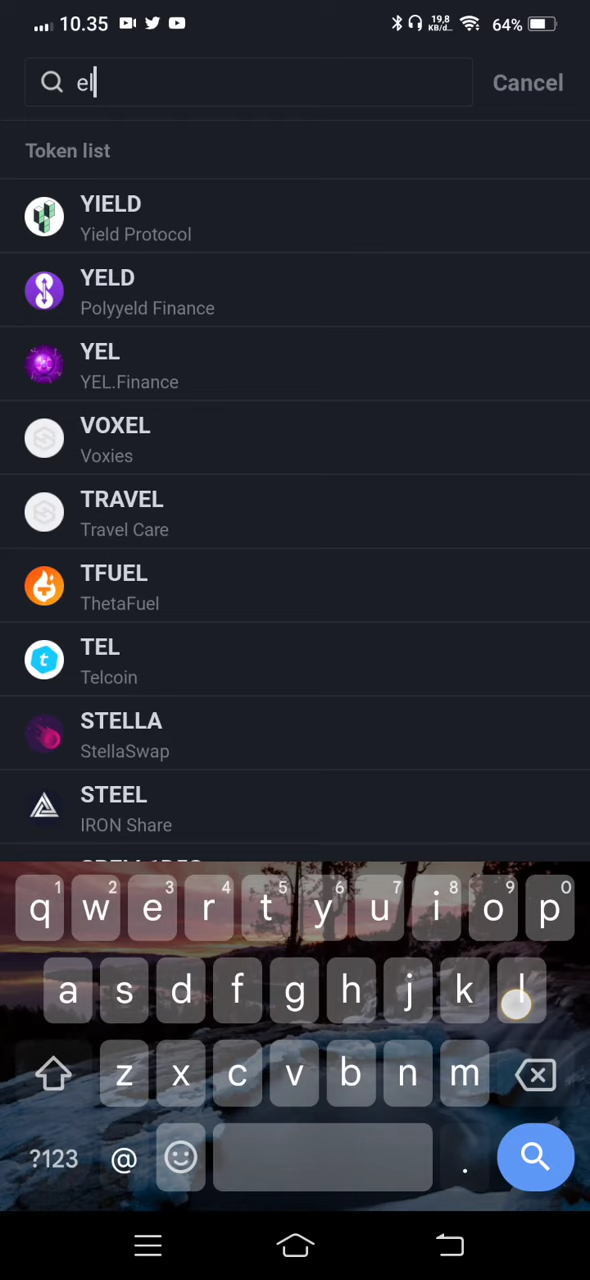 10.35
19,8
KB/d...
64%
el
Cancel
Token list
YIELD
Yield Protocol
YELD
Polyyeld Finance
YEL
YEL.Finance
VOXEL
Voxies
TRAVEL
Travel Care
TFUEL
ThetaFuel
TEL
Telcoin
STELLA
StellaSwap
STEEL
IRON Share
1 2 3 4 5 6 7 8 9 0
q w e r t y u i o p
a s d f g h j k l
z x c v b n m
?123 @ .